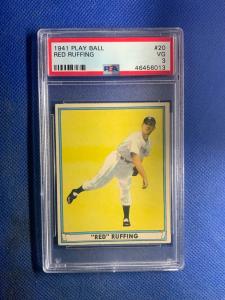 1941 PLAY BALL #20
RED RUFFING VG
3
PSA 46456013
"RED" RUFFING